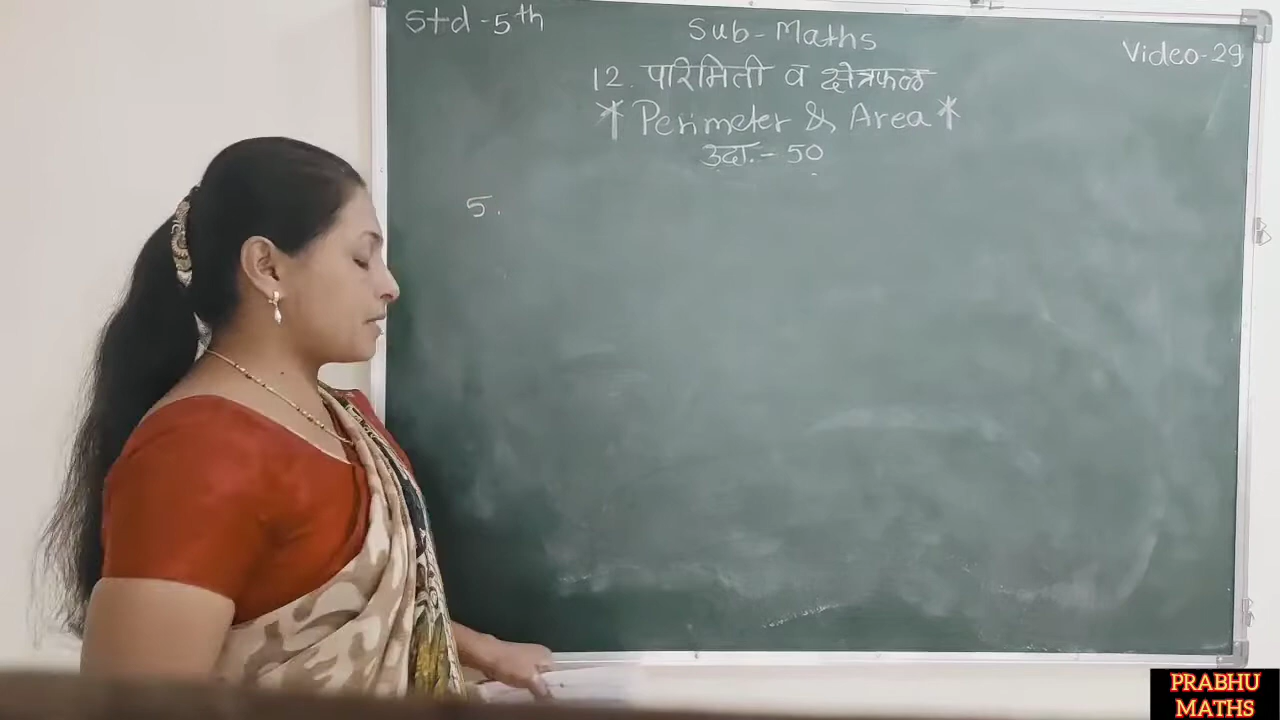 Std-5th
Sub-Maths
Video-29
12. परिमिती व क्षेत्रफळ
* Perimeter & Area *
उदा.- 50
5.
PRABHU
MATHS